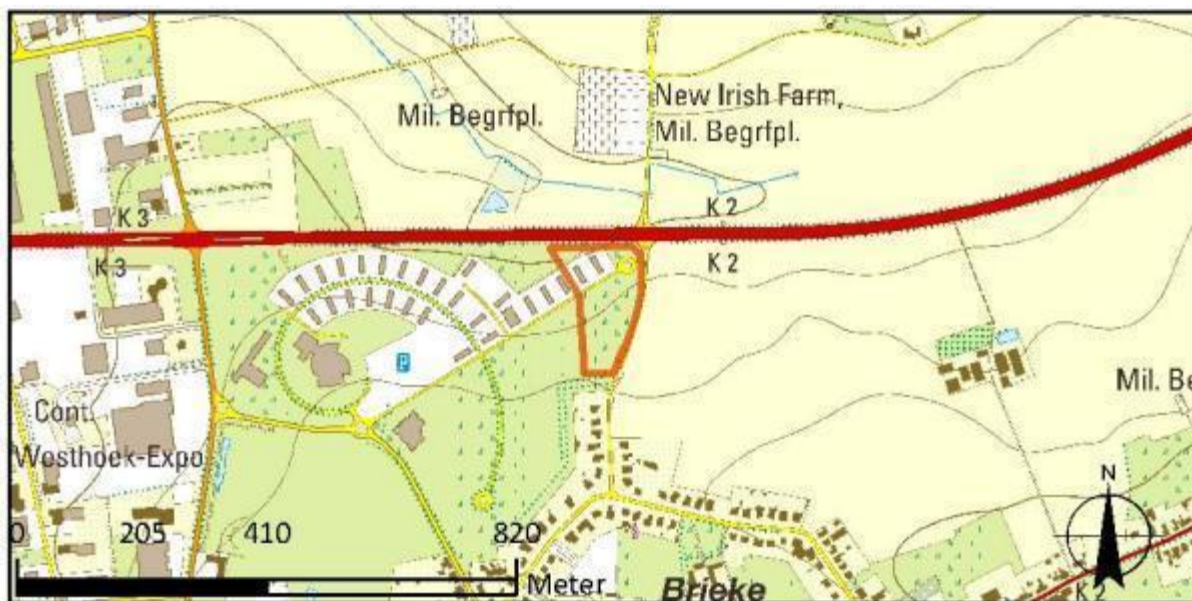 New Irish Farm,
Mil. Begrfpl.
Mil. Begrfpl.
K 3
K 2
K 3
K 2
P
Mil. Be
Cont.
Westhoek-Expo
N
0 205 410 820
Meter
Brieke
K 2